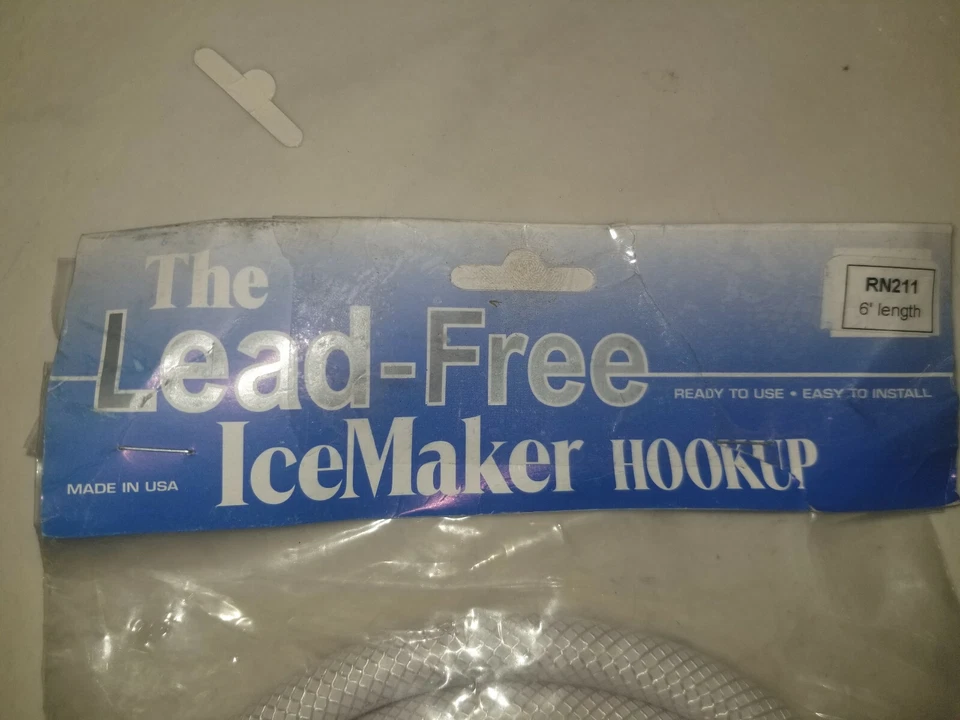 The
RN211
6' length
Lead-Free
READY TO USE • EASY TO INSTALL
IceMaker HOOKUP
MADE IN USA